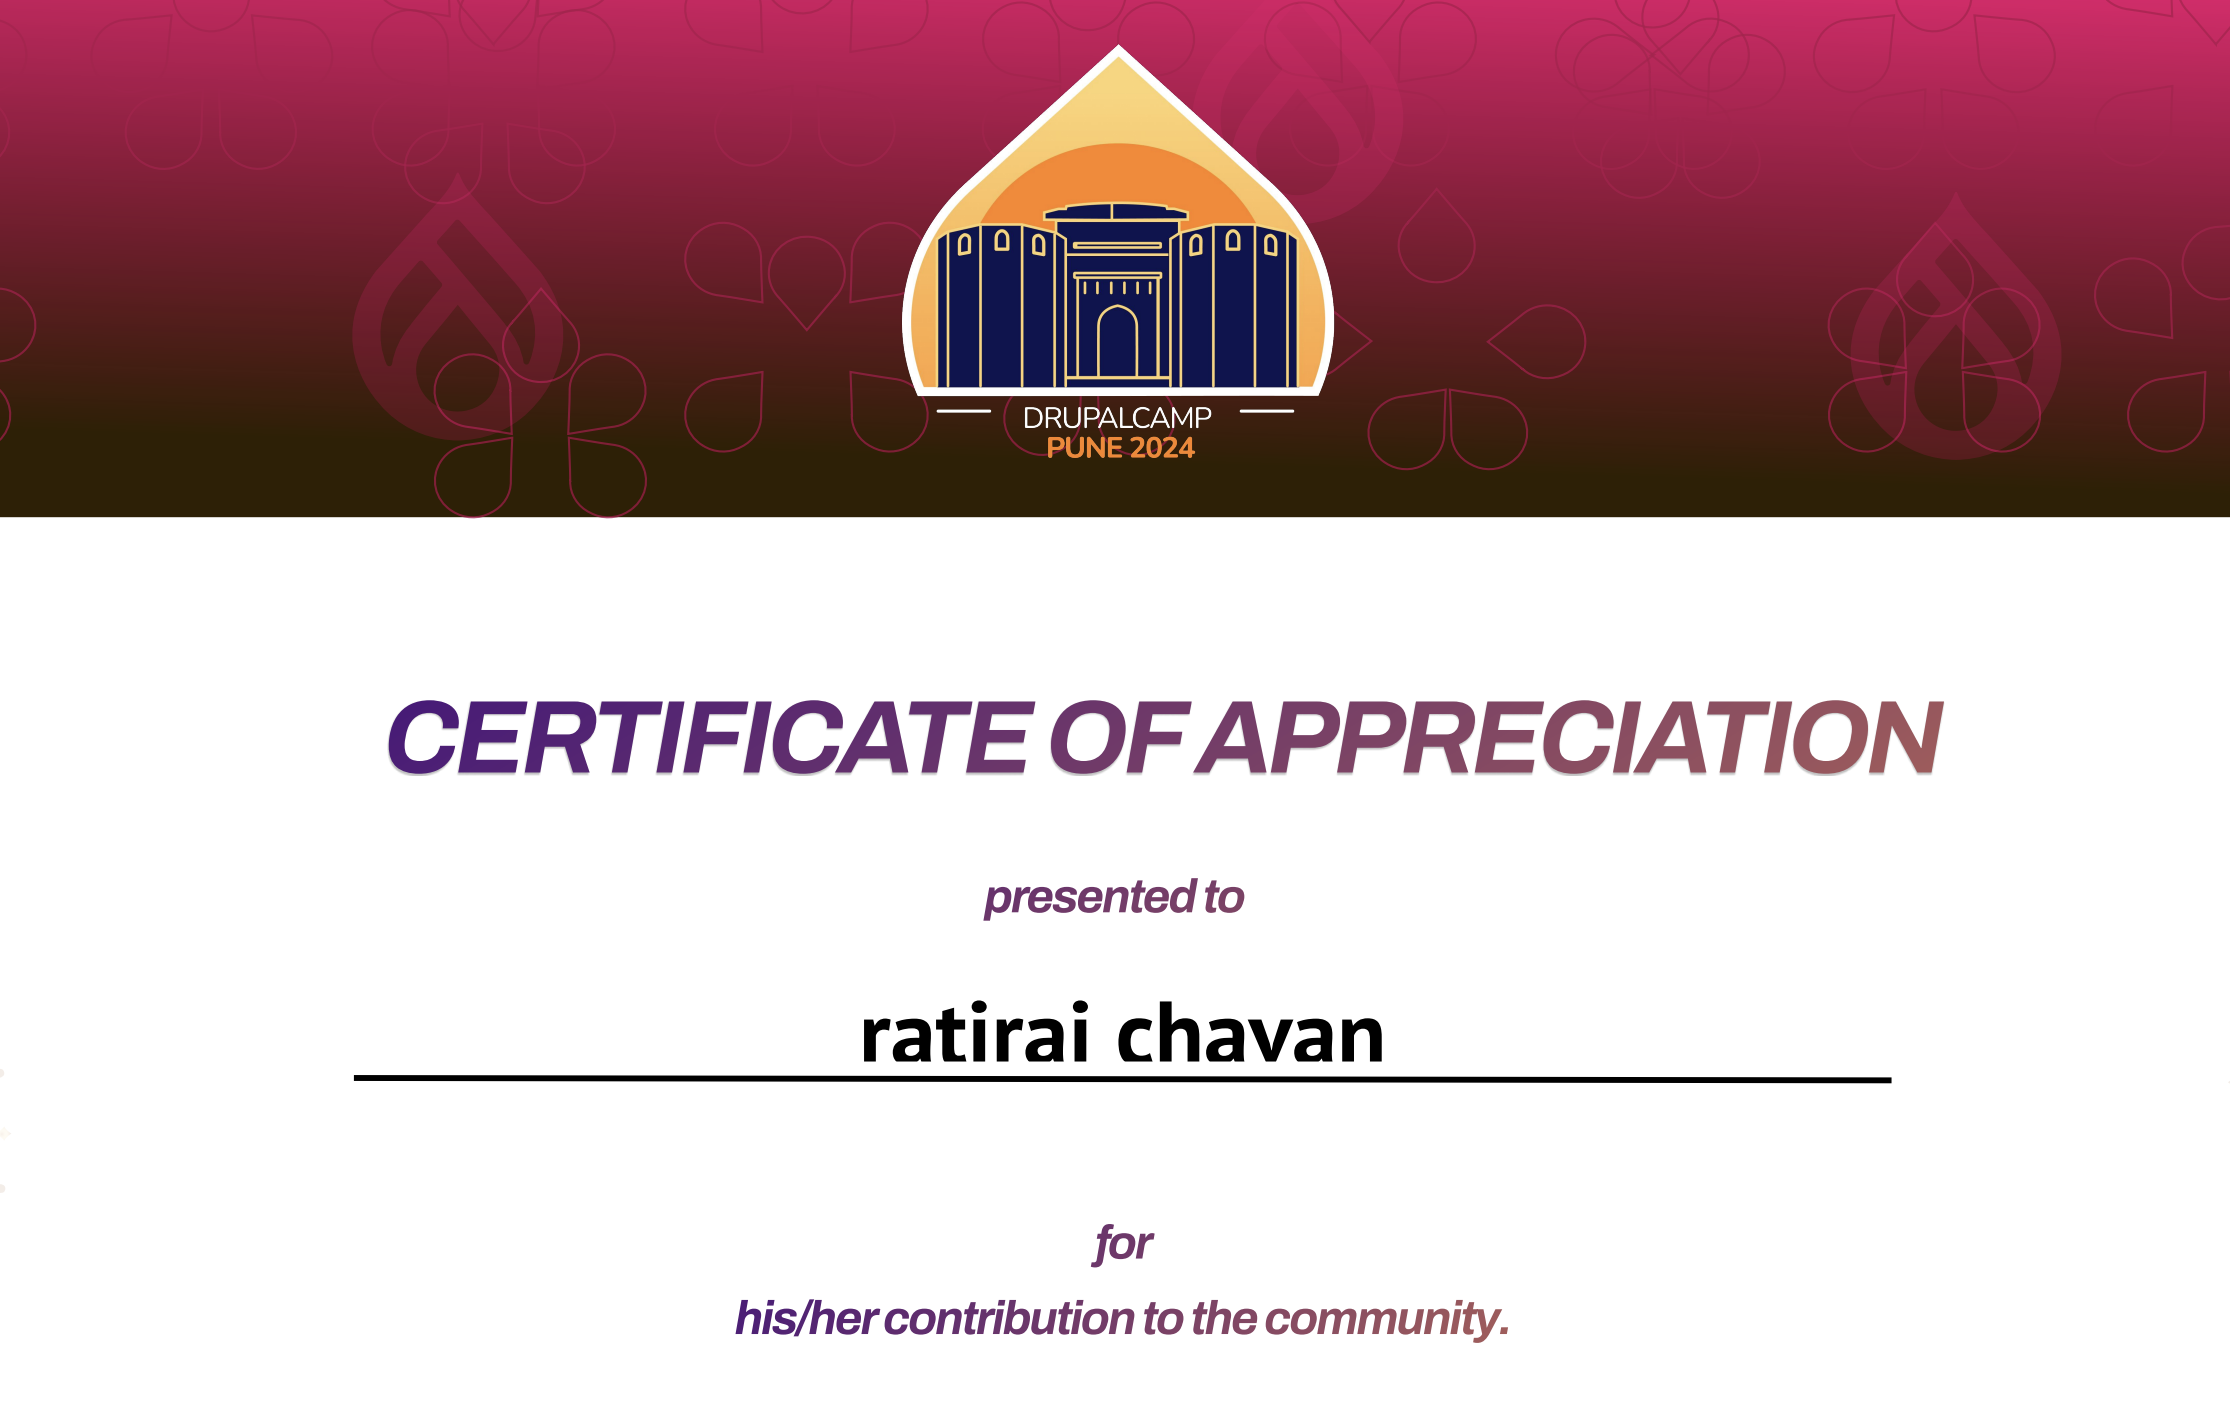 DRUPALCAMP
PUNE 2024
CERTIFICATE OF APPRECIATION
presented to
ratirai chavan
for
his/her contribution to the community.